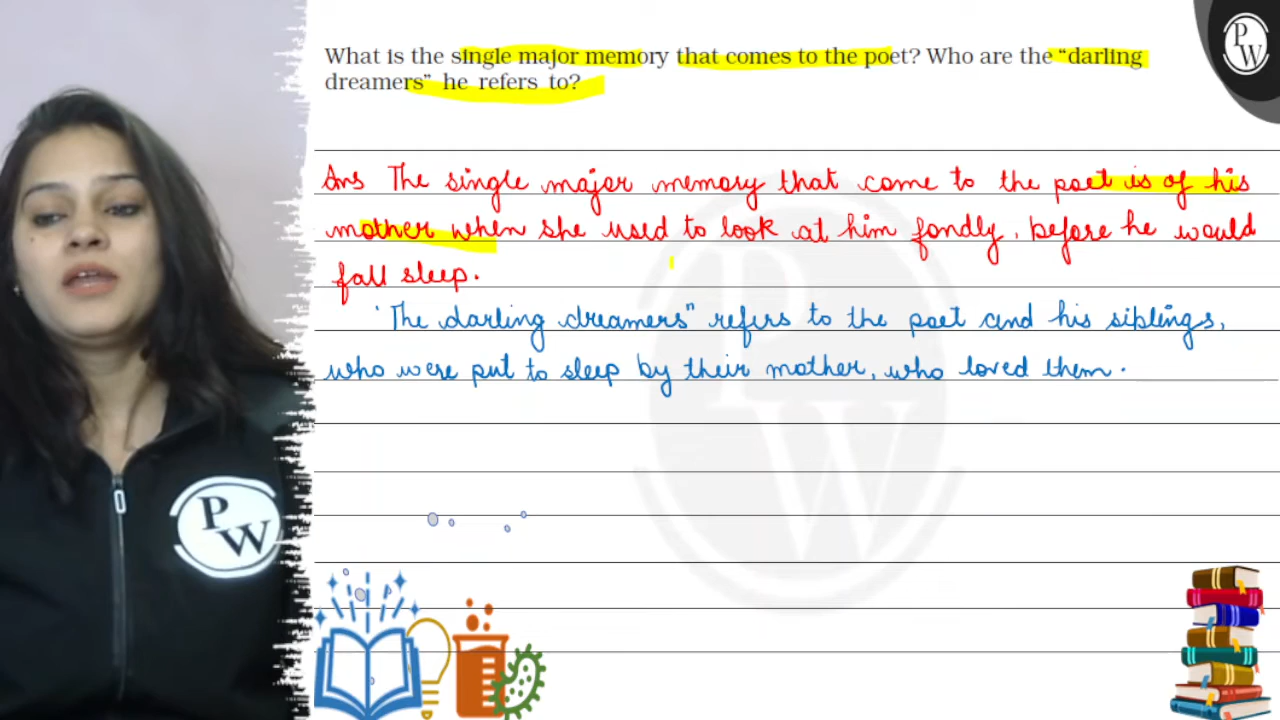 What is the single major memory that comes to the poet? Who are the “darling
dreamers” he refers to?
Ans The single major memory that come to the poet is of his
mother when she used to look at him fondly, before he would
fall sleep.
'The darling dreamers" refers to the poet and his siblings,
who were put to sleep by their mother, who loved them.
P
W
P
W
P
W